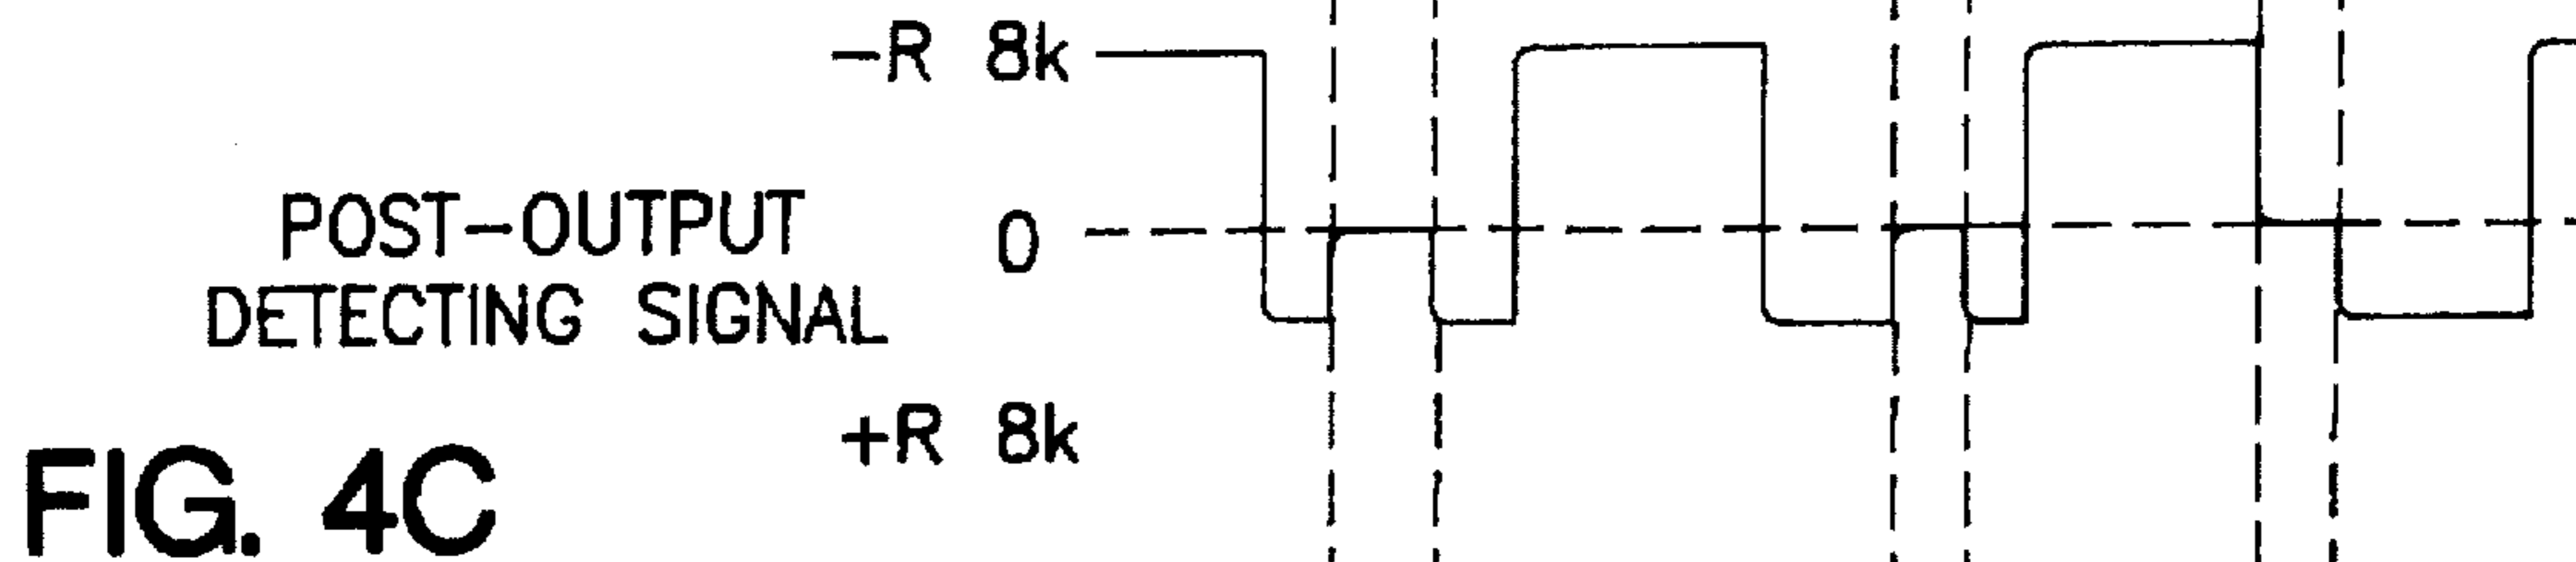 −R 8k
POST−OUTPUT
DETECTING SIGNAL
0
+R 8k
FIG. 4C